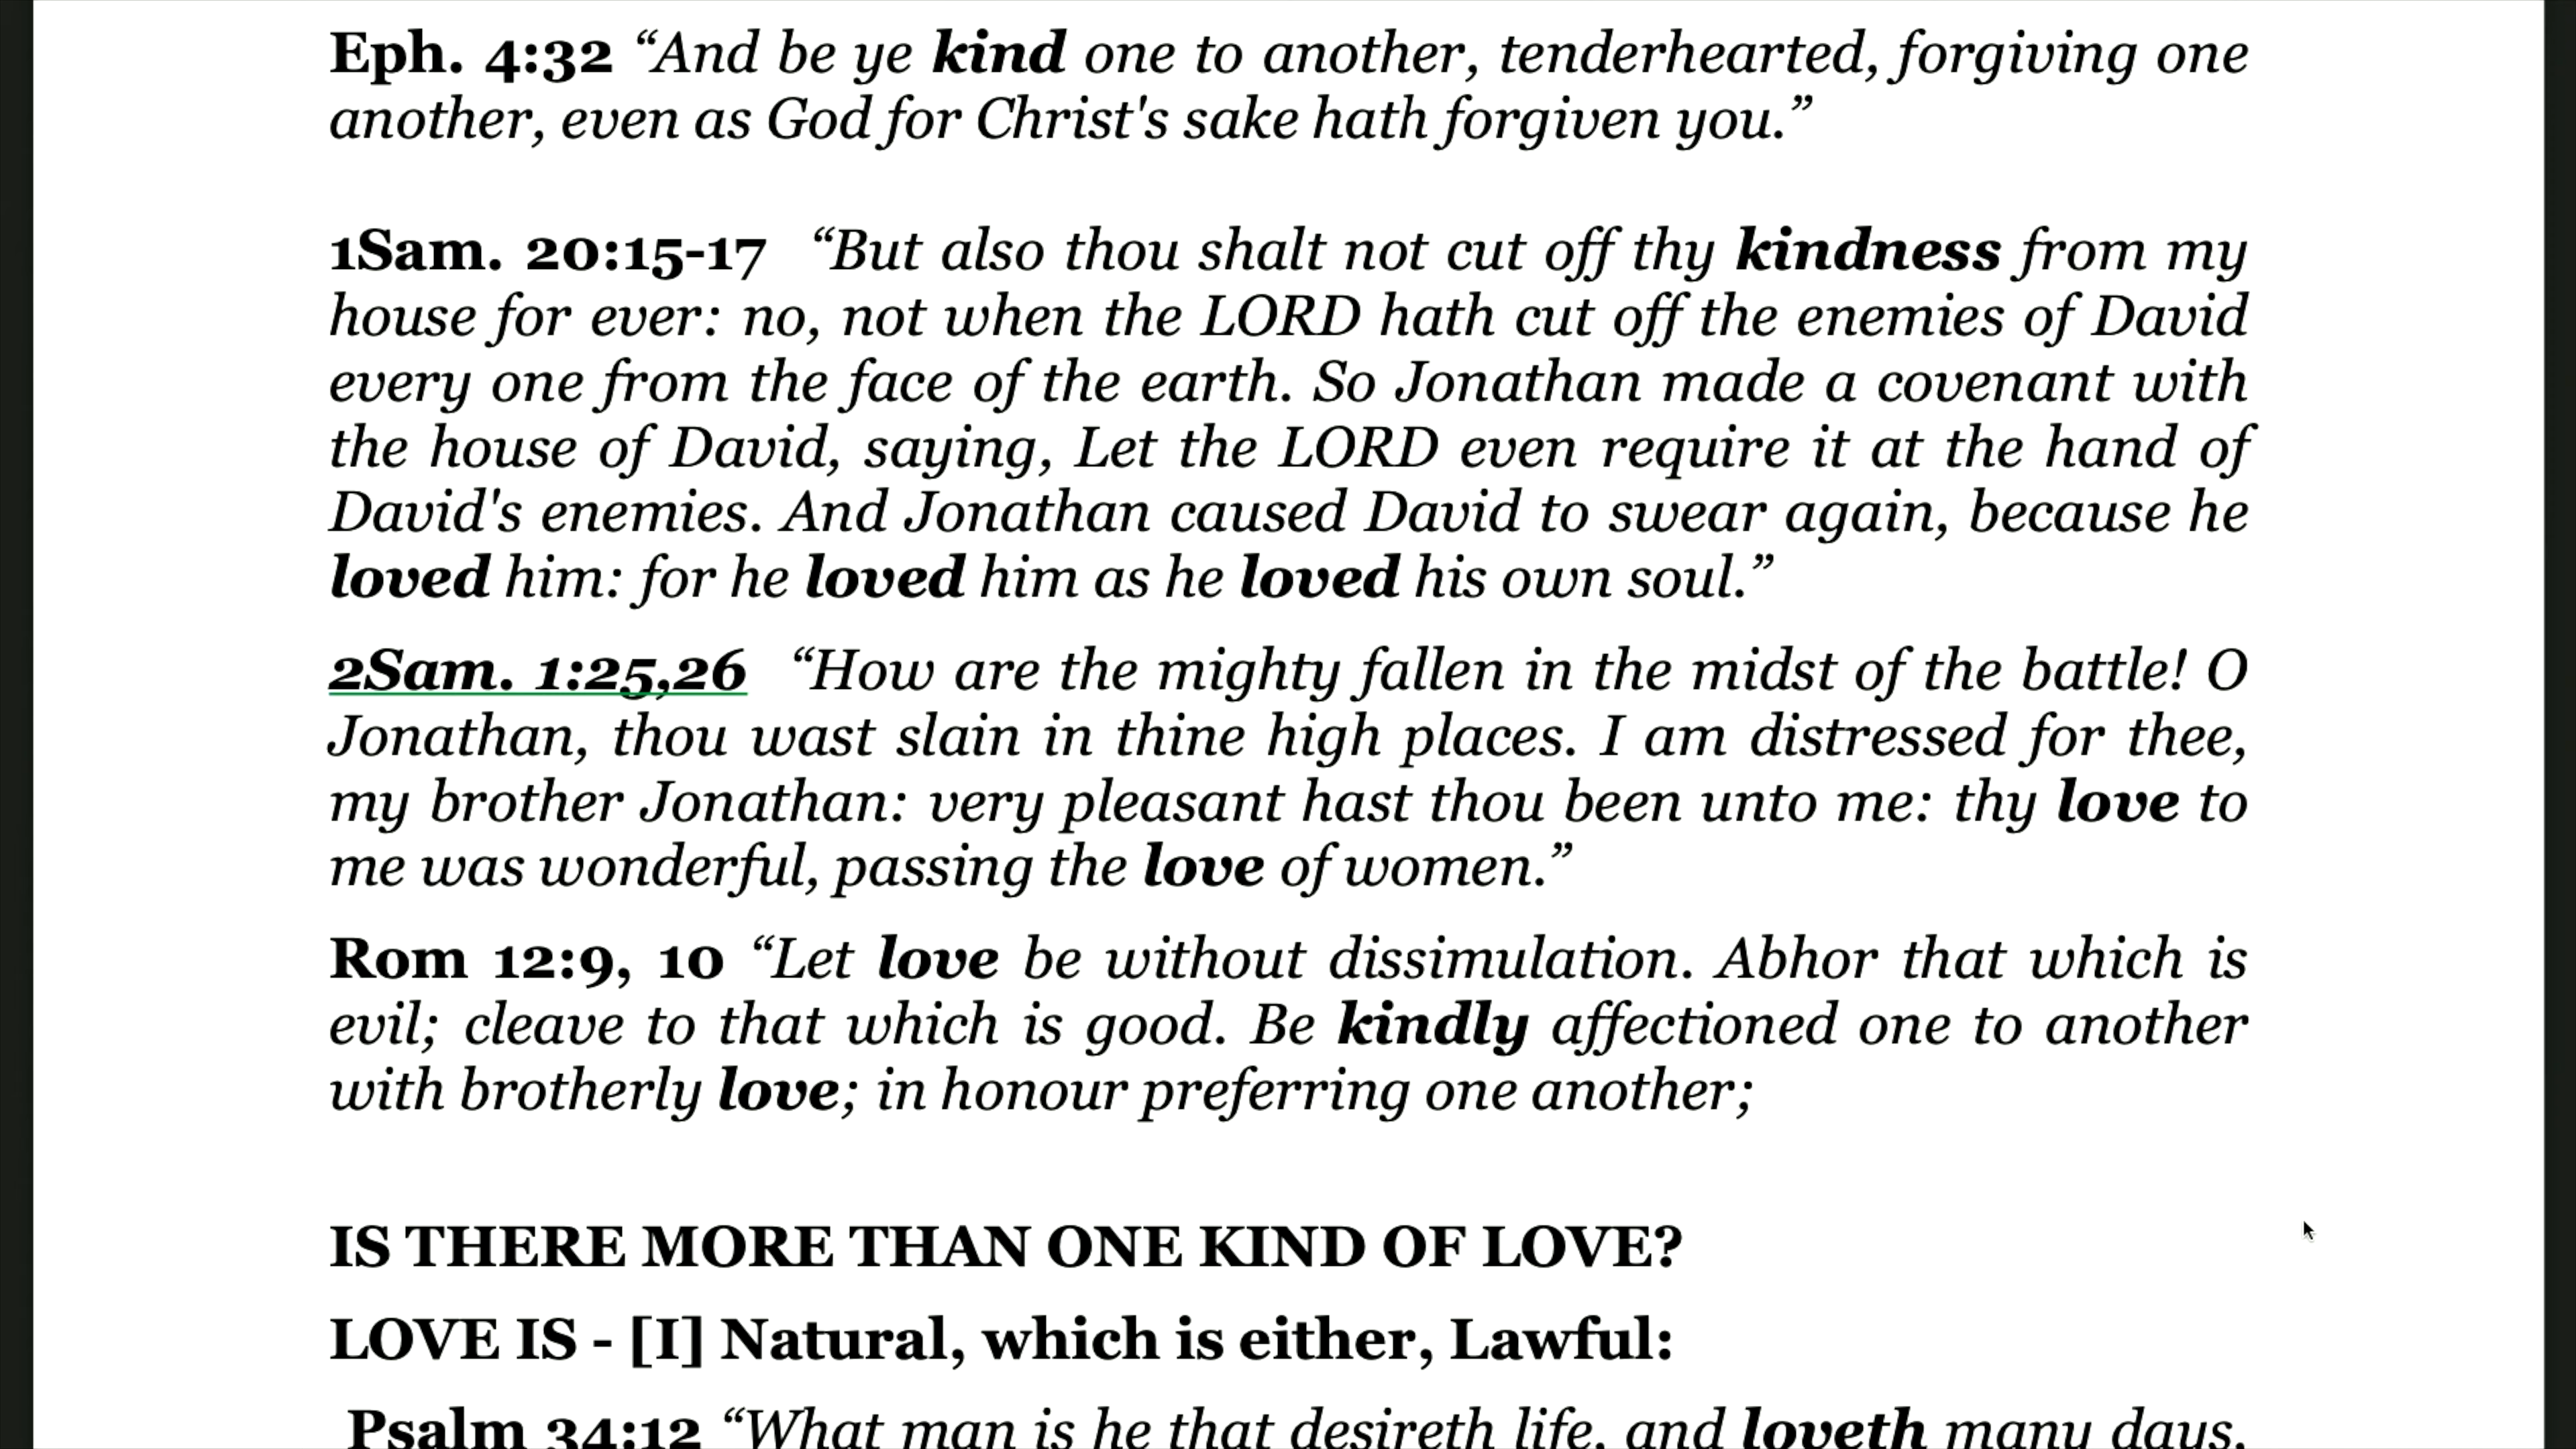 Eph. 4:32 “And be ye kind one to another, tenderhearted, forgiving one
another, even as God for Christ's sake hath forgiven you.”
1Sam. 20:15-17 “But also thou shalt not cut off thy kindness from my
house for ever: no, not when the LORD hath cut off the enemies of David
every one from the face of the earth. So Jonathan made a covenant with
the house of David, saying, Let the LORD even require it at the hand of
David's enemies. And Jonathan caused David to swear again, because he
loved him: for he loved him as he loved his own soul.”
2Sam. 1:25,26 “How are the mighty fallen in the midst of the battle! O
Jonathan, thou wast slain in thine high places. I am distressed for thee,
my brother Jonathan: very pleasant hast thou been unto me: thy love to
me was wonderful, passing the love of women.”
Rom 12:9, 10 “Let love be without dissimulation. Abhor that which is
evil; cleave to that which is good. Be kindly affectioned one to another
with brotherly love; in honour preferring one another;
IS THERE MORE THAN ONE KIND OF LOVE?
LOVE IS - [I] Natural, which is either, Lawful:
Psalm 34:12 “What man is he that desireth life, and loveth many days,